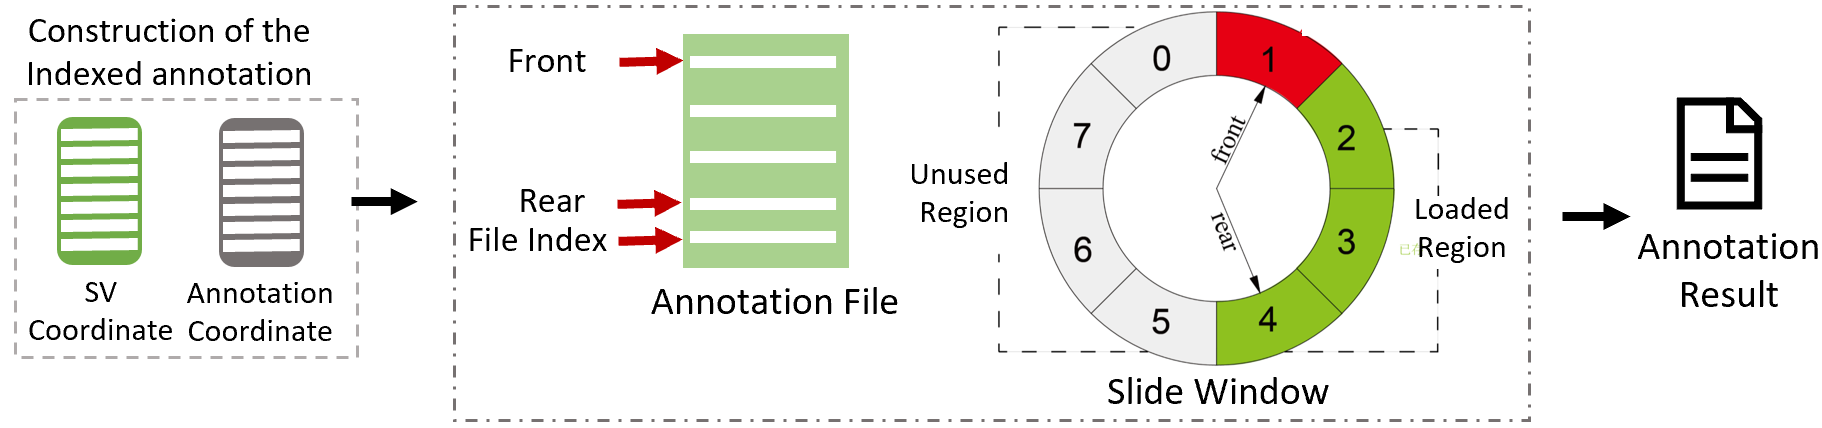 Construction of the
Indexed annotation
SV
Coordinate
Annotation
Coordinate
Front
Rear
File Index
Annotation File
Unused
Region
0
1
2
3
4
5
6
7
front
rear
Loaded
Region
Slide Window
Annotation
Result